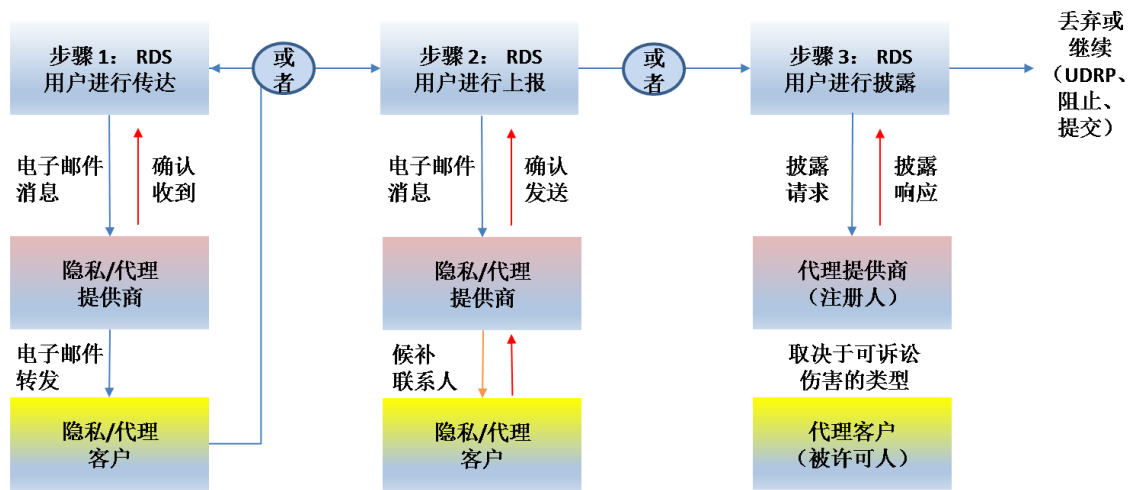 步骤 1： RDS
用户进行传达
或
者
步骤 2： RDS
用户进行上报
或
者
步骤 3： RDS
用户进行披露
丢弃或
继续
（UDRP、
阻止、
提交）
电子邮件
消息
确认
收到
电子邮件
消息
确认
发送
披露
请求
披露
响应
隐私/代理
提供商
隐私/代理
提供商
代理提供商
（注册人）
电子邮件
转发
候补
联系人
取决于可诉讼
伤害的类型
隐私/代理
客户
隐私/代理
客户
代理客户
（被许可人）